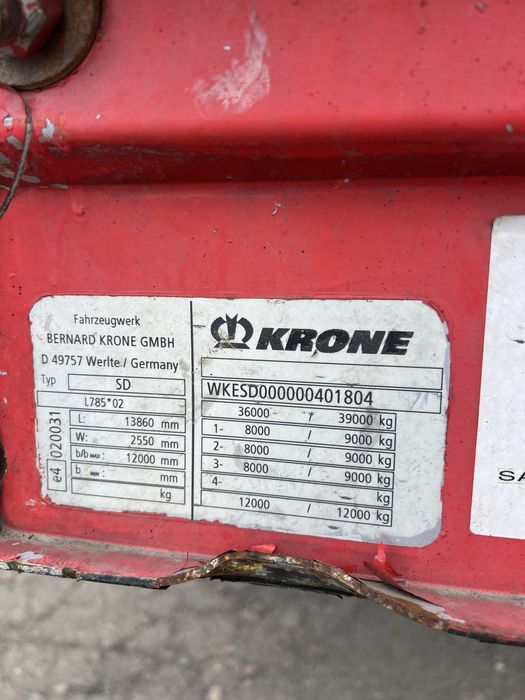 Fahrzeugwerk
BERNARD KRONE GMBH
D 49757 Werlte / Germany
Typ SD
L785*02
e4 020031
L: 13860 mm
W: 2550 mm
b/b MAX: 12000 mm
b MIN: mm
kg
KRONE
WKESD000000401804
36000 / 39000 kg
1- 8000 / 9000 kg
2- 8000 / 9000 kg
3- 8000 / 9000 kg
4- kg
12000 / 12000 kg
SA